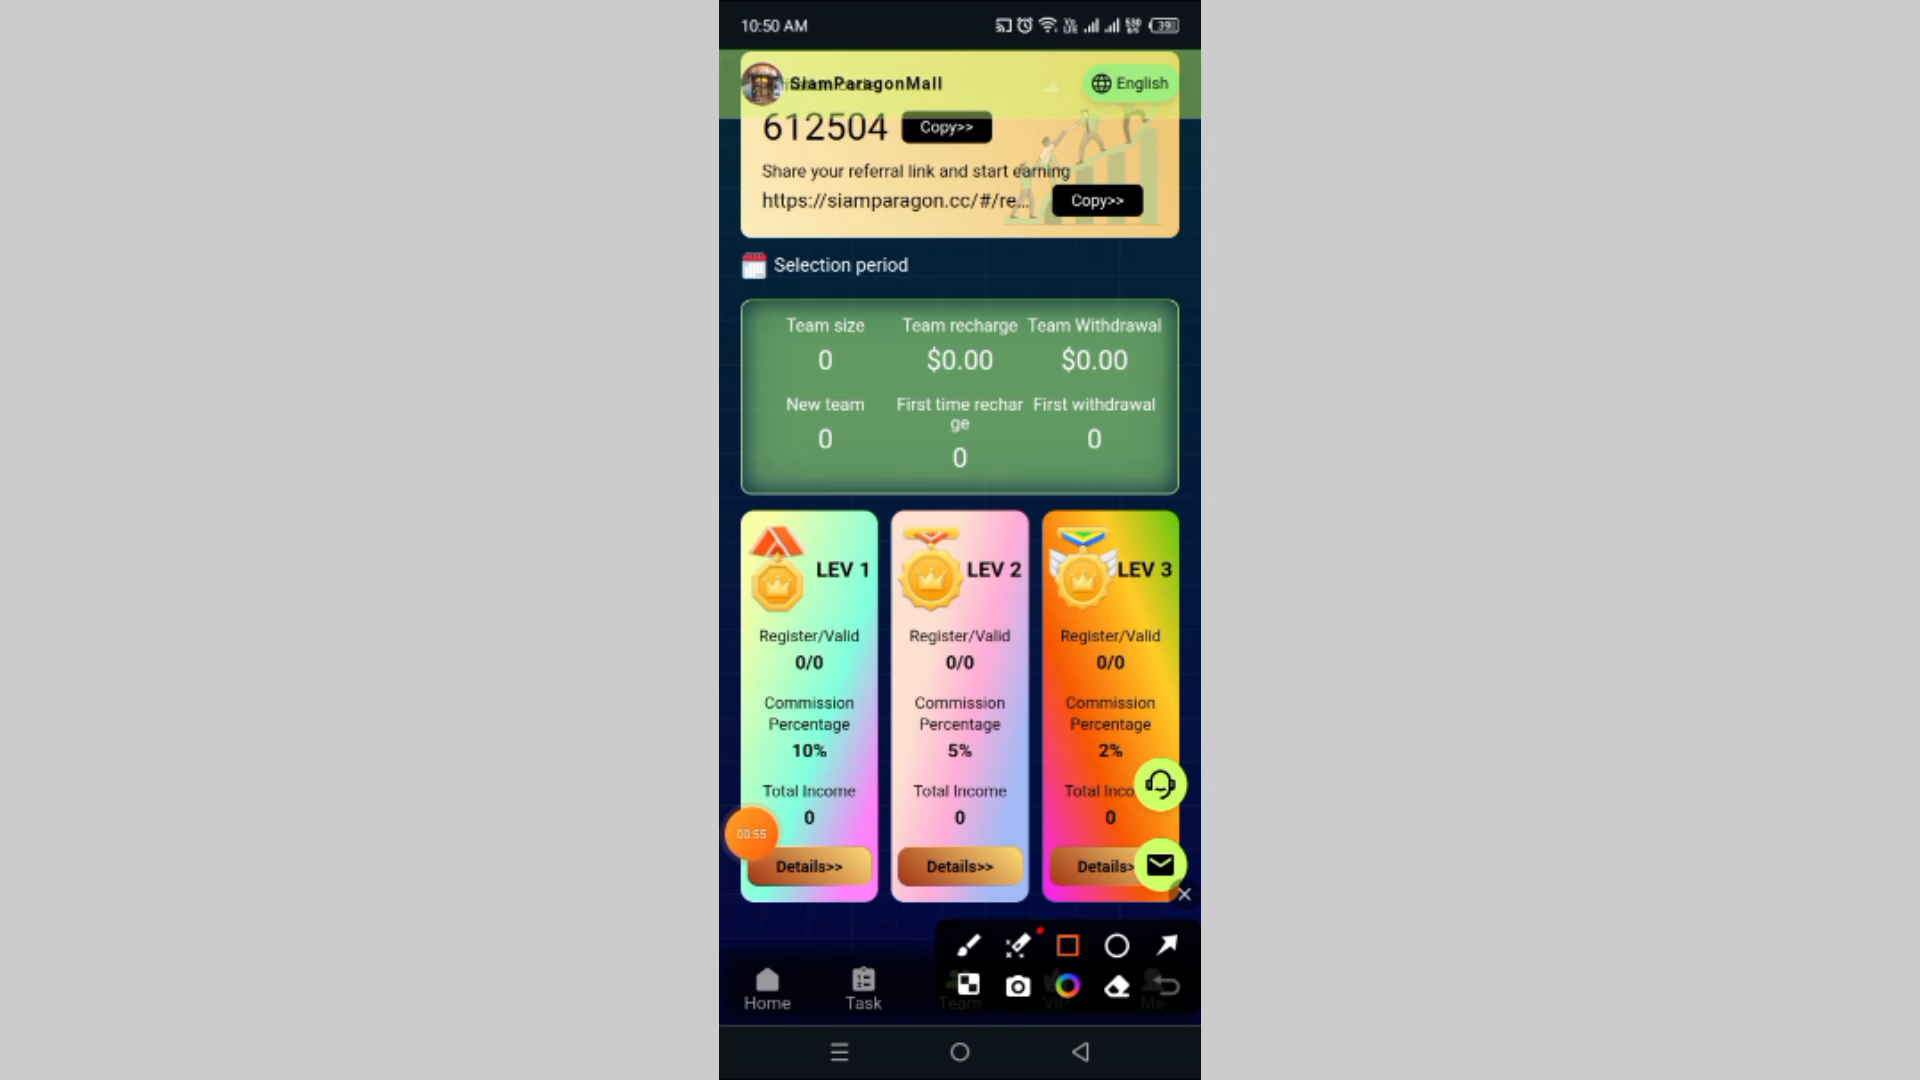 10:50 AM
39
SiamParagonMall
English
612504
Copy>>
Share your referral link and start earning
https://siamparagon.cc/#/re...
Copy>>
Selection period
Team size
Team recharge
Team Withdrawal
0
$0.00
$0.00
New team
First time rechar
ge
First withdrawal
0
0
0
LEV 1
LEV 2
LEV 3
Register/Valid
Register/Valid
Register/Valid
0/0
0/0
0/0
Commission
Percentage
Commission
Percentage
Commission
Percentage
10%
5%
2%
Total Income
Total Income
Total Inco
0
0
0
00:55
Details>>
Details>>
Details>
Home
Task
Team
VIP
Me